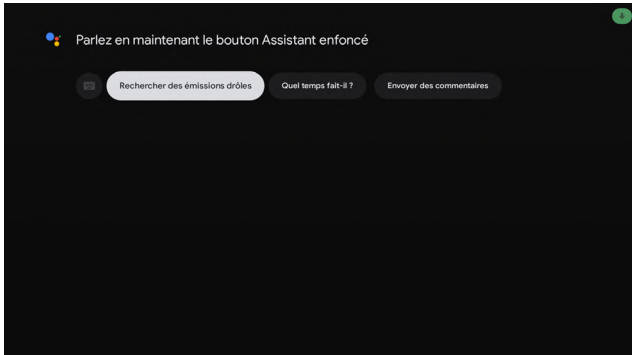 Parlez en maintenant le bouton Assistant enfoncé
Rechercher des émissions drôles Quel temps fait-il ? Envoyer des commentaires